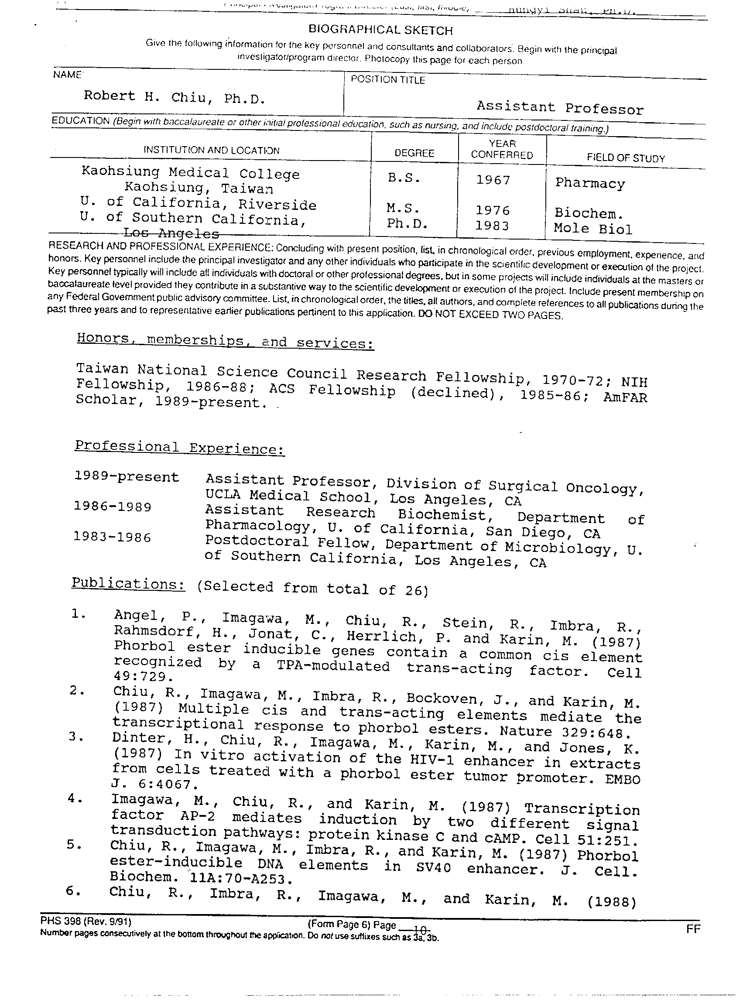 Principal Investigator/Program Director (Last, first, middle):
BIOGRAPHICAL SKETCH
Give the following information for the key personnel and consultants and collaborators. Begin with the principal
investigator/program director. Photocopy this page for each person.
NAME
POSITION TITLE
Robert H. Chiu, Ph.D.
Assistant Professor
EDUCATION (Begin with baccalaureate or other initial professional education, such as nursing, and include postdoctoral training.)
INSTITUTION AND LOCATION DEGREE YEAR CONFERRED FIELD OF STUDY
Kaohsiung Medical College B.S. 1967 Pharmacy
Kaohsiung, Taiwan
U. of California, Riverside M.S. 1976 Biochem.
U. of Southern California, Ph.D. 1983 Mole Biol
Los Angeles
RESEARCH AND PROFESSIONAL EXPERIENCE: Concluding with present position, list, in chronological order, previous employment, experience, and
honors. Key personnel include the principal investigator and any other individuals who participate in the scientific development or execution of the project.
Key personnel typically will include all individuals with doctoral or other professional degrees, but in some projects will include individuals at the masters or
baccalaureate level provided they contribute in a substantive way to the scientific development or execution of the project. Include present membership on
any Federal Government public advisory committee. List, in chronological order, the titles, all authors, and complete references to all publications during the
past three years and to representative earlier publications pertinent to this application. DO NOT EXCEED TWO PAGES.
Honors, memberships, and services:
Taiwan National Science Council Research Fellowship, 1970-72; NIH
Fellowship, 1986-88; ACS Fellowship (declined), 1985-86; AmFAR
Scholar, 1989-present.
Professional Experience:
1989-present Assistant Professor, Division of Surgical Oncology,
UCLA Medical School, Los Angeles, CA
1986-1989 Assistant Research Biochemist, Department of
Pharmacology, U. of California, San Diego, CA
1983-1986 Postdoctoral Fellow, Department of Microbiology, U.
of Southern California, Los Angeles, CA
Publications: (Selected from total of 26)
1. Angel, P., Imagawa, M., Chiu, R., Stein, R., Imbra, R.,
Rahmsdorf, H., Jonat, C., Herrlich, P. and Karin, M. (1987)
Phorbol ester inducible genes contain a common cis element
recognized by a TPA-modulated trans-acting factor. Cell
49:729.
2. Chiu, R., Imagawa, M., Imbra, R., Bockoven, J., and Karin, M.
(1987) Multiple cis and trans-acting elements mediate the
transcriptional response to phorbol esters. Nature 329:648.
3. Dinter, H., Chiu, R., Imagawa, M., Karin, M., and Jones, K.
(1987) In vitro activation of the HIV-1 enhancer in extracts
from cells treated with a phorbol ester tumor promoter. EMBO
J. 6:4067.
4. Imagawa, M., Chiu, R., and Karin, M. (1987) Transcription
factor AP-2 mediates induction by two different signal
transduction pathways: protein kinase C and cAMP. Cell 51:251.
5. Chiu, R., Imagawa, M., Imbra, R., and Karin, M. (1987) Phorbol
ester-inducible DNA elements in SV40 enhancer. J. Cell.
Biochem. 11A:70-A253.
6. Chiu, R., Imbra, R., Imagawa, M., and Karin, M. (1988)
PHS 398 (Rev. 9/91) (Form Page 6) Page 10 FF
Number pages consecutively at the bottom throughout the application. Do not use suffixes such as 3a, 3b.